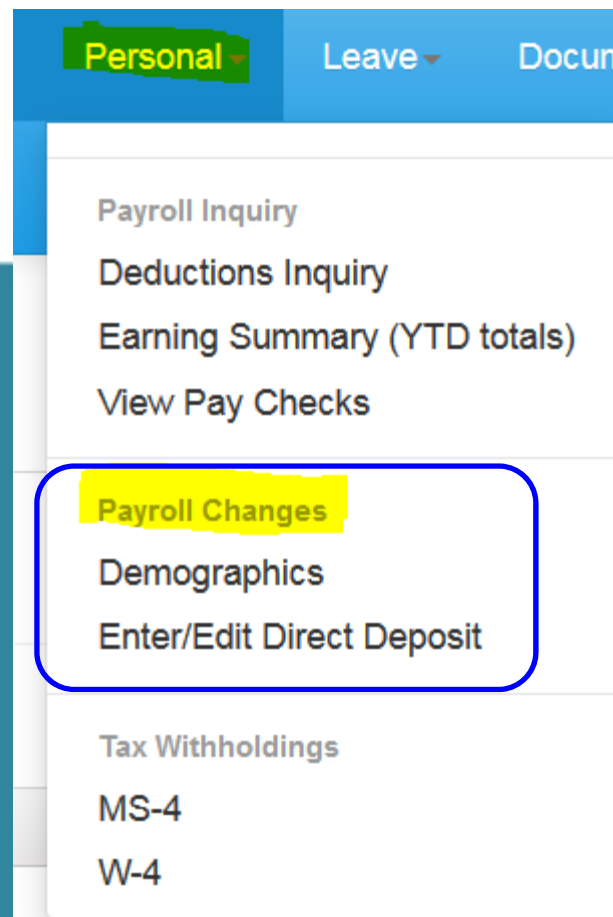 Personal Leave
Payroll Inquiry
Deductions Inquiry
Earning Summary (YTD totals)
View Pay Checks
Payroll Changes
Demographics
Enter/Edit Direct Deposit
Tax Withholdings
MS-4
W-4